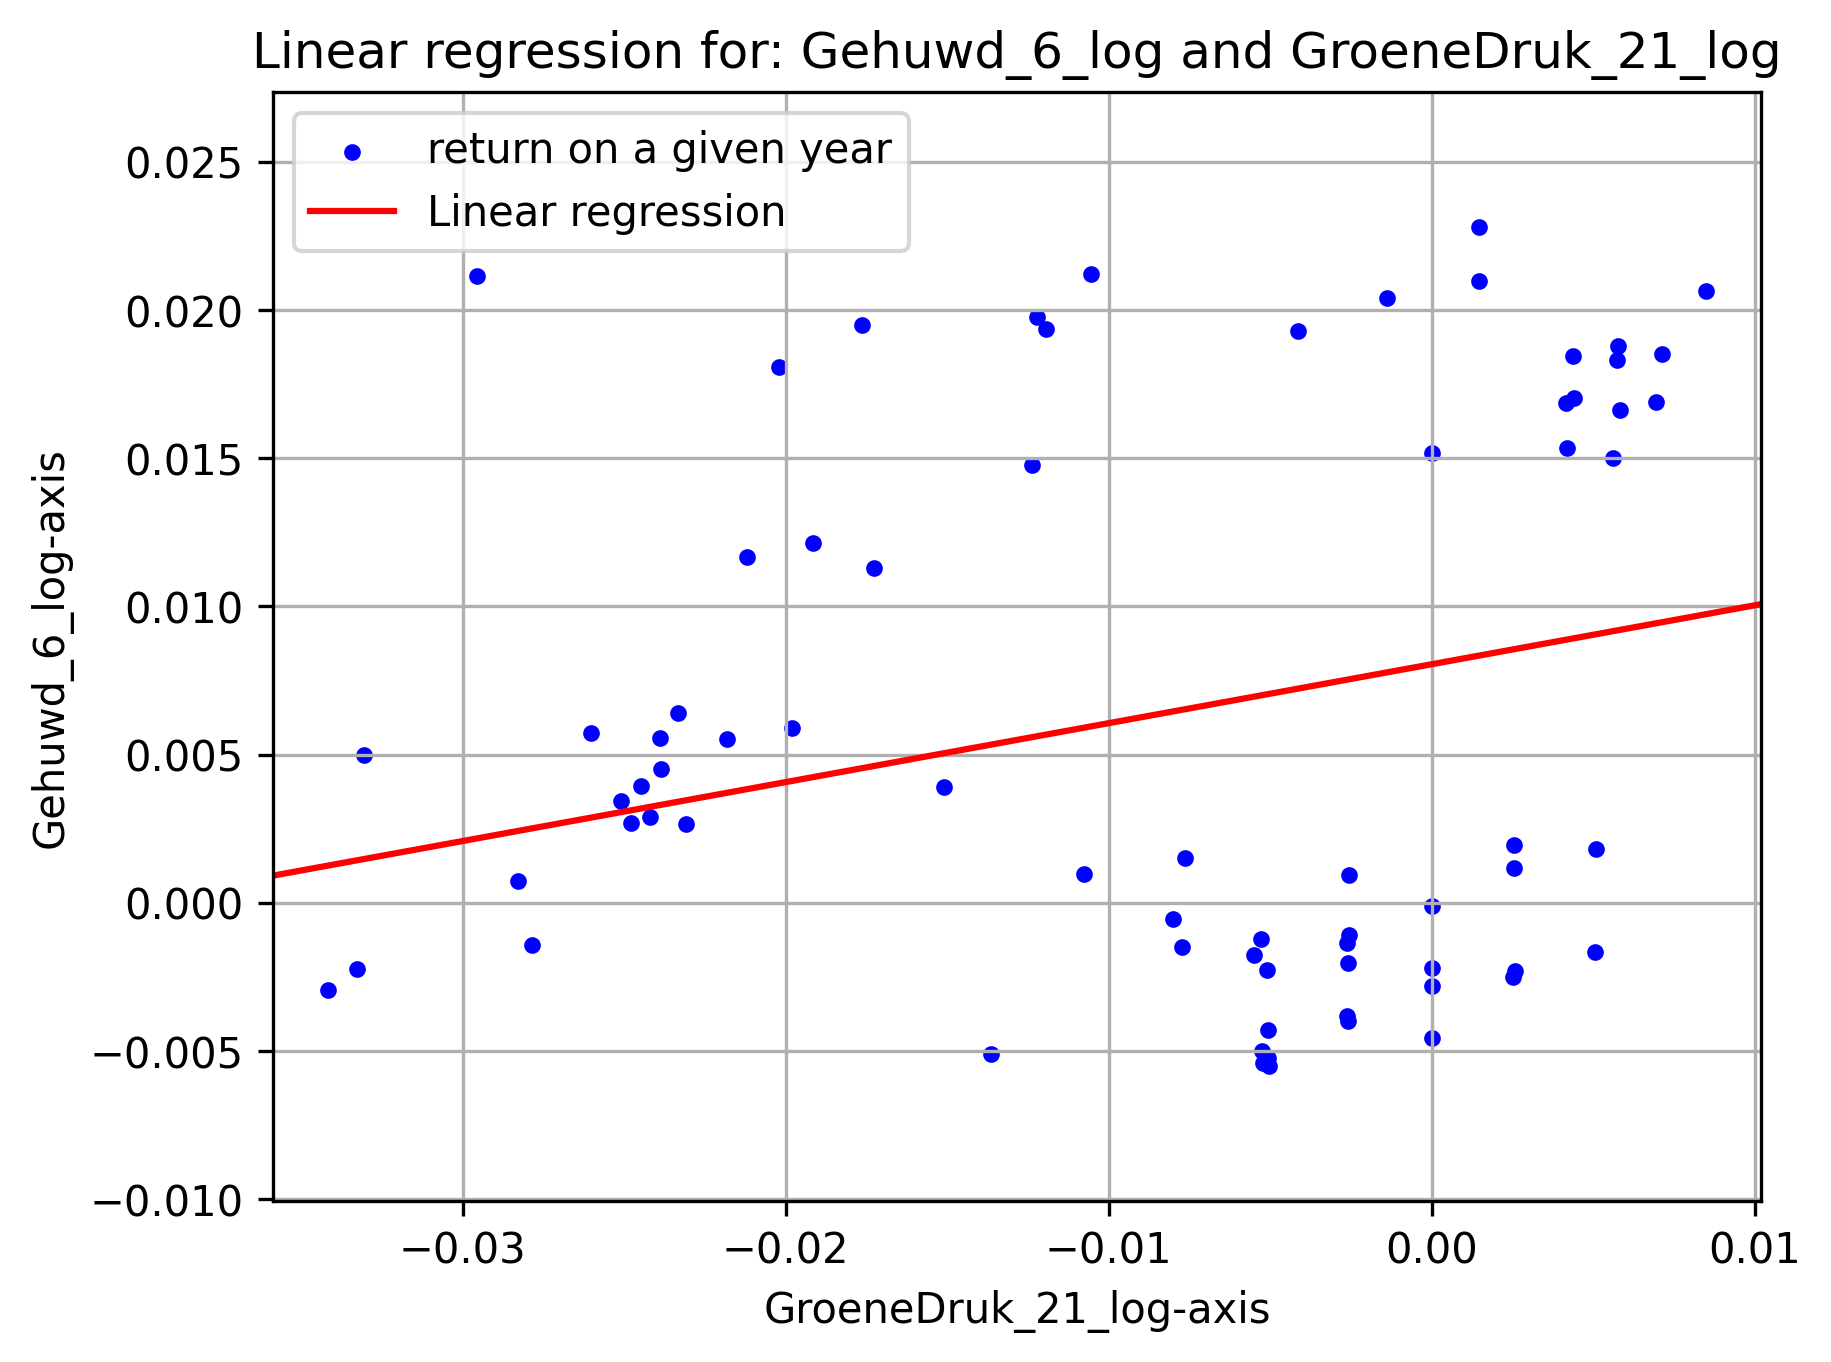 Linear regression for: Gehuwd_6_log and GroeneDruk_21_log
return on a given year
Linear regression
0.025
0.020
0.015
0.010
0.005
0.000
−0.005
−0.010
Gehuwd_6_log-axis
−0.03
−0.02
−0.01
0.00
0.01
GroeneDruk_21_log-axis